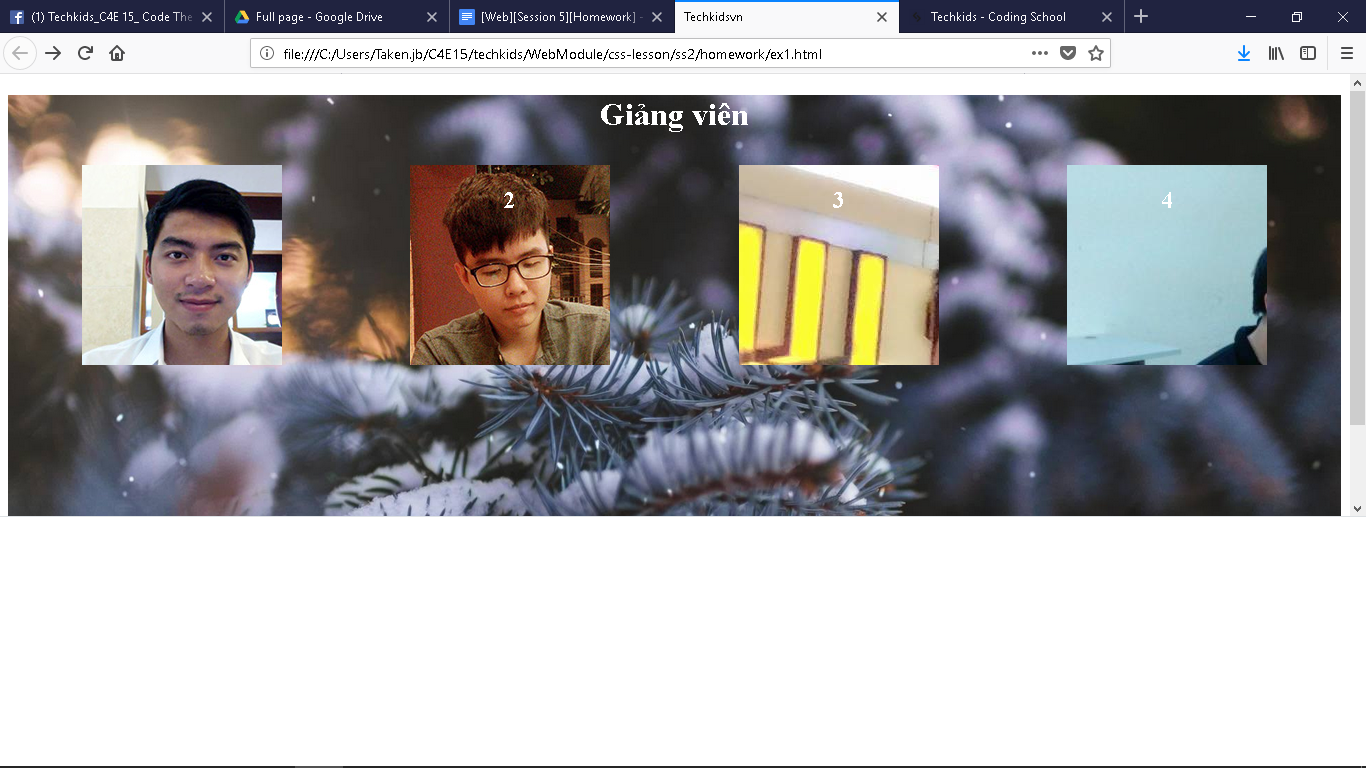 (1) Techkids_C4E 15_ Code The
Full page - Google Drive
[Web][Session 5][Homework] -
Techkidsvn
Techkids - Coding School
file:///C:/Users/Taken.jb/C4E15/techkids/WebModule/css-lesson/ss2/homework/ex1.html
Giảng viên
2
3
4